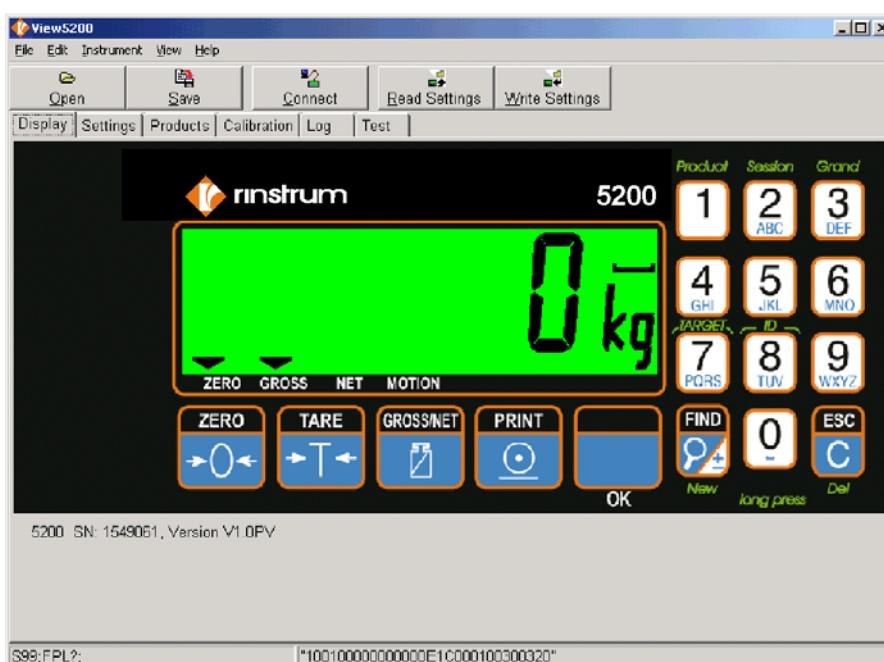 View5200
File Edit Instrument View Help
Open Save Connect Read Settings Write Settings
Display Settings Products Calibration Log Test
rinstrum 5200
0 kg
ZERO GROSS NET MOTION
ZERO TARE GROSS/NET PRINT
OK
Product Session Grand
1 2 3
ABC DEF
4 5 6
GHI JKL MNO
TARGET ID
7 8 9
PQRS TUV WXYZ
FIND 0 ESC
C
New long press Del
5200 SN: 1549061, Version V1.0PV
S99:FPL?: "100100000000000E1C000100300320"